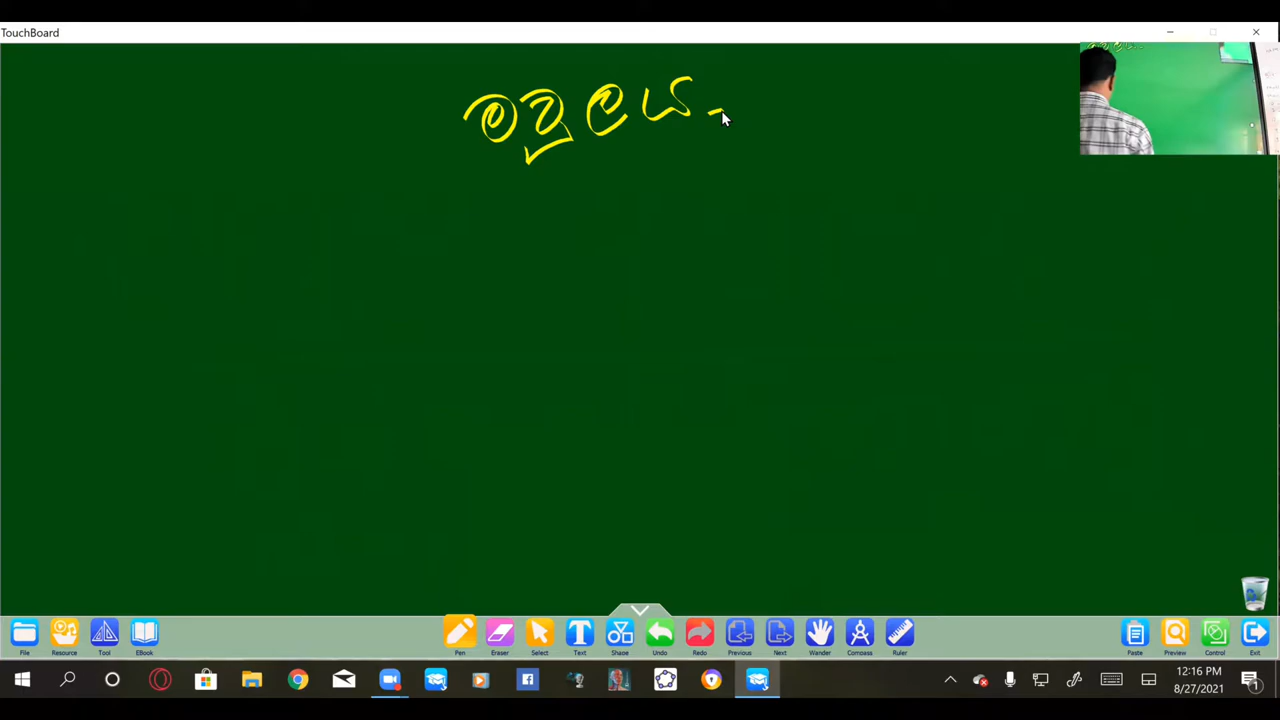 TouchBoard
වටලය -
File
Resource
Tool
EBook
Pen
Eraser
Select
Text
Shape
Undo
Redo
Previous
Next
Wander
Compass
Ruler
Paste
Preview
Control
Exit
12:16 PM
8/27/2021